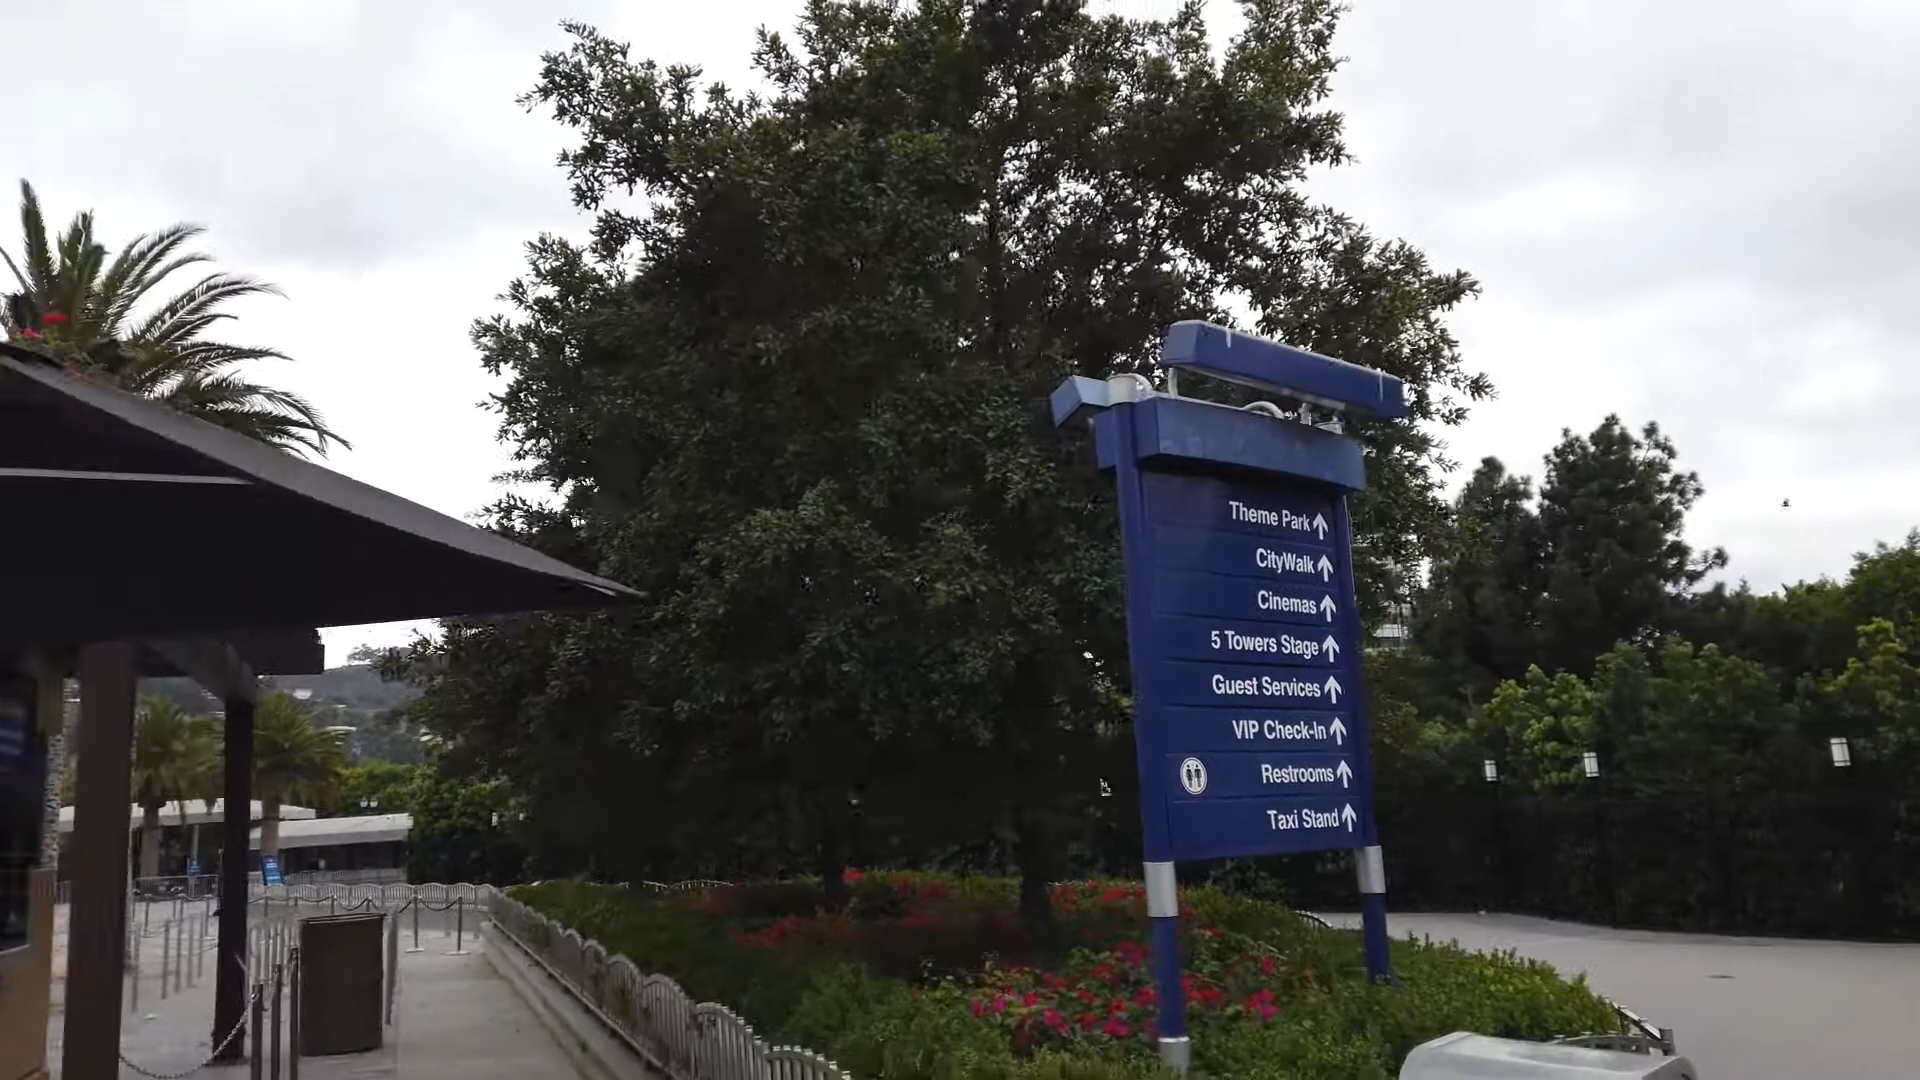 Theme Park
CityWalk
Cinemas
5 Towers Stage
Guest Services
VIP Check-In
Restrooms
Taxi Stand